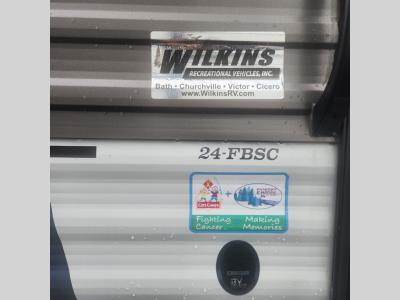 WILKINS
RECREATIONAL VEHICLES, INC.
Bath • Churchville • Victor • Cicero
www.WilkinsRV.com
24-FBSC
+
Fighting Making
Cancer.. Memories